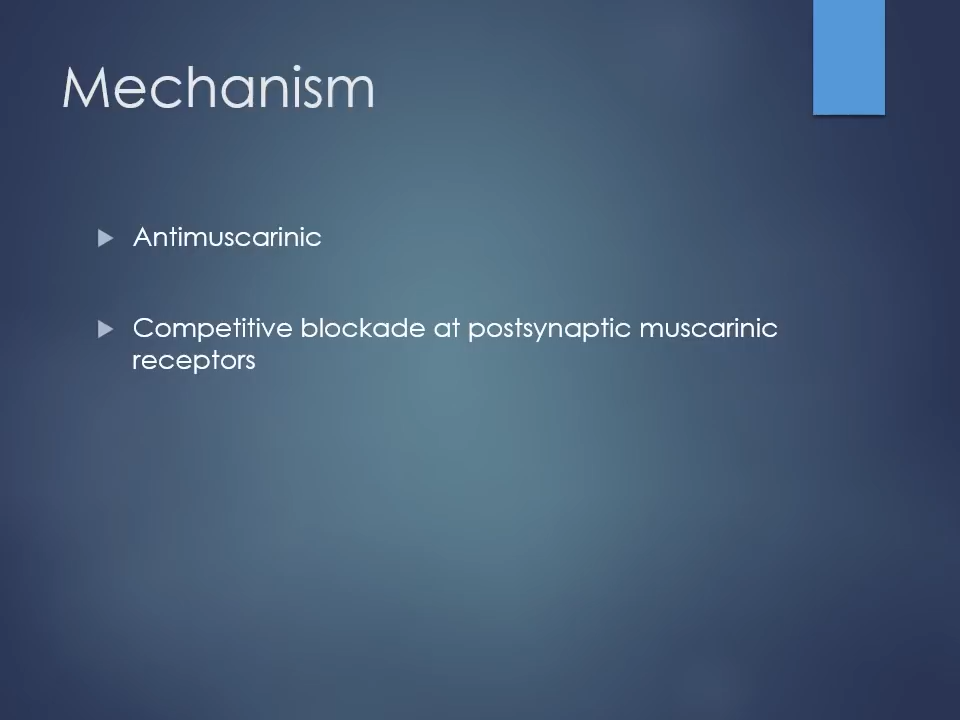 Mechanism
Antimuscarinic
Competitive blockade at postsynaptic muscarinic
receptors